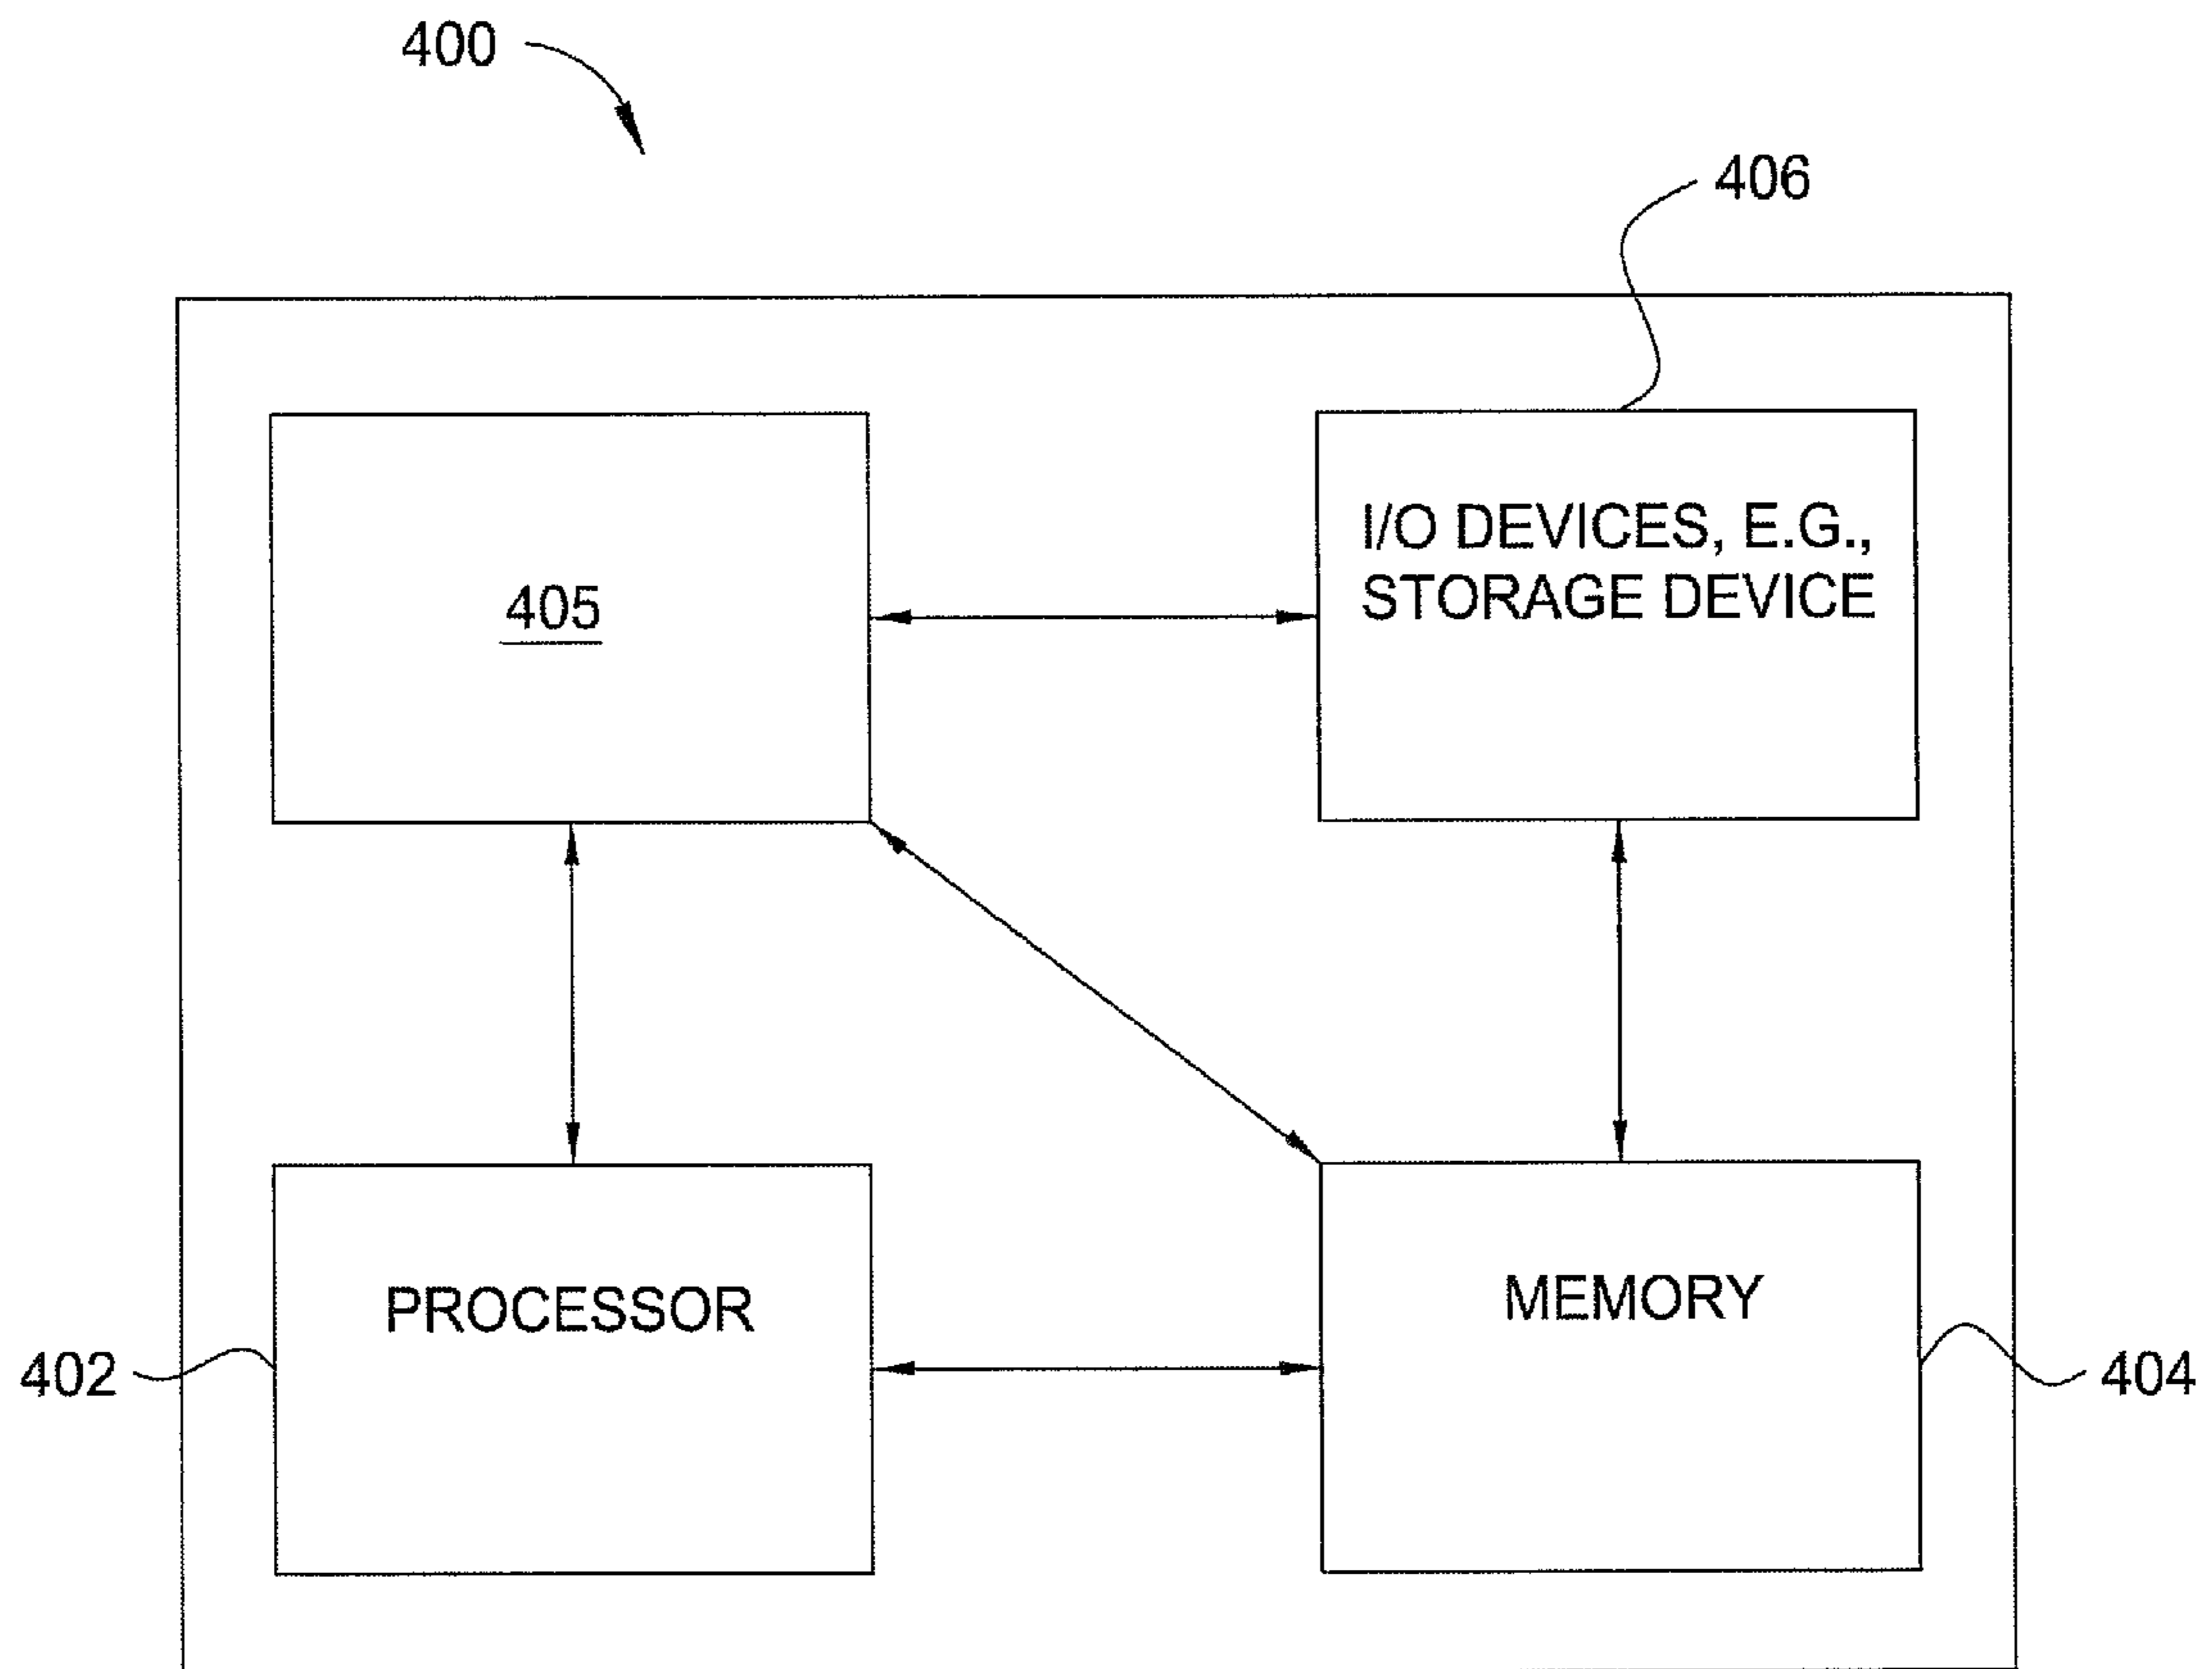 400
406
405
I/O DEVICES, E.G.,
STORAGE DEVICE
PROCESSOR
MEMORY
402
404